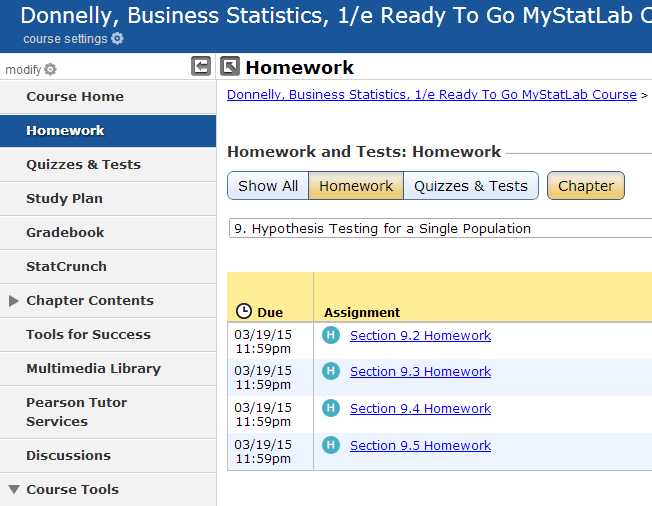 Donnelly, Business Statistics, 1/e Ready To Go MyStatLab C
course settings
modify
Homework
Course Home
Homework
Quizzes & Tests
Study Plan
Gradebook
StatCrunch
Chapter Contents
Tools for Success
Multimedia Library
Pearson Tutor
Services
Discussions
Course Tools
Donnelly, Business Statistics, 1/e Ready To Go MyStatLab Course >
Homework and Tests: Homework
Show All Homework Quizzes & Tests Chapter
9. Hypothesis Testing for a Single Population
Due Assignment
03/19/15 H Section 9.2 Homework
11:59pm
03/19/15 H Section 9.3 Homework
11:59pm
03/19/15 H Section 9.4 Homework
11:59pm
03/19/15 H Section 9.5 Homework
11:59pm